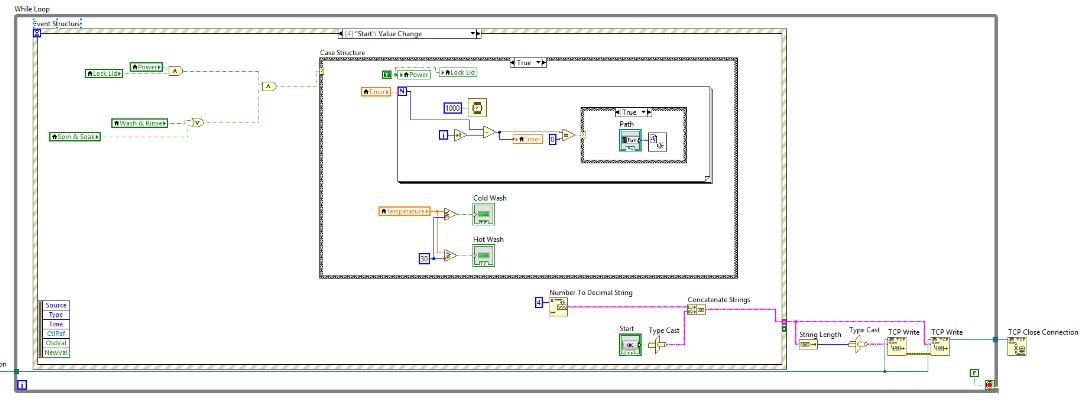 While Loop
Event Structure
[4] "Start": Value Change
Case Structure
True
Power
Lock Lid
Power
Lock Lid
Timer
N
1000
True
Path
Wash & Rinse
Spin & Soak
i
Timer
0
Cold Wash
Temperature
Hot Wash
30
Number To Decimal String
4
Concatenate Strings
Source
Type
Time
CtlRef
OldVal
NewVal
Start
OK
Type Cast
String Length
Type Cast
TCP Write
TCP Write
TCP Close Connection
on
i
F